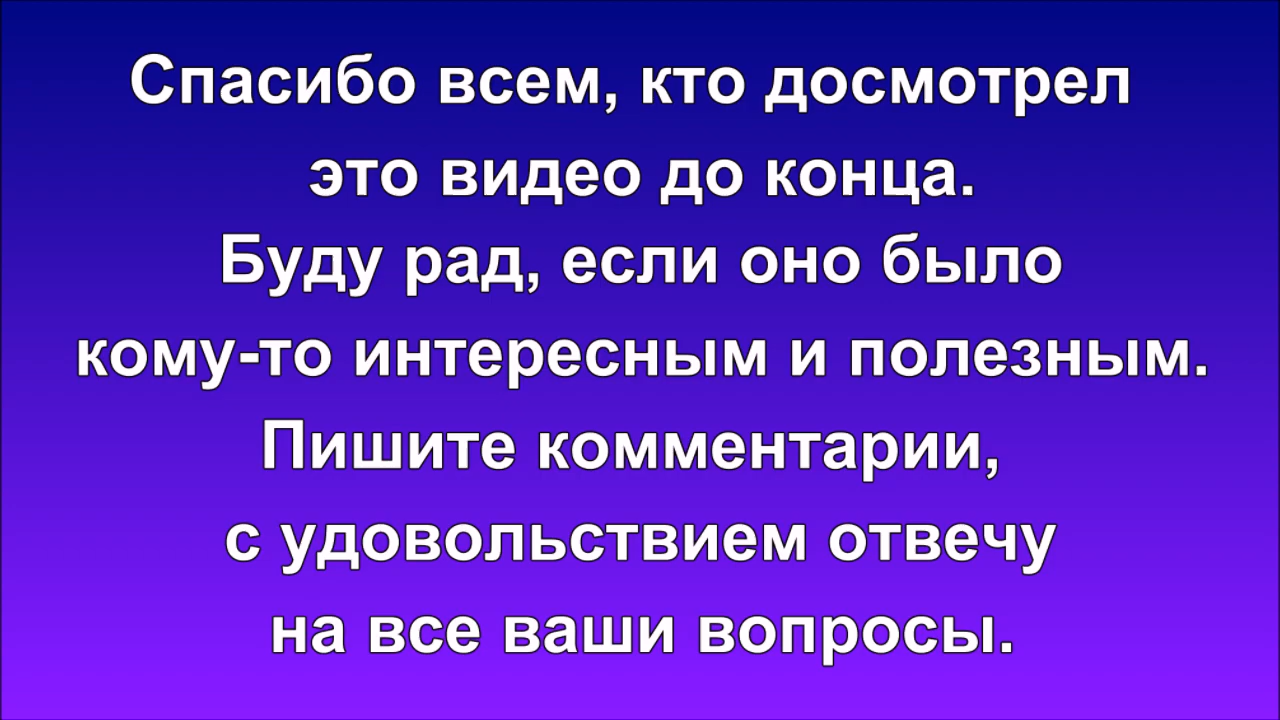 Спасибо всем, кто досмотрел
это видео до конца.
Буду рад, если оно было
кому-то интересным и полезным.
Пишите комментарии,
с удовольствием отвечу
на все ваши вопросы.